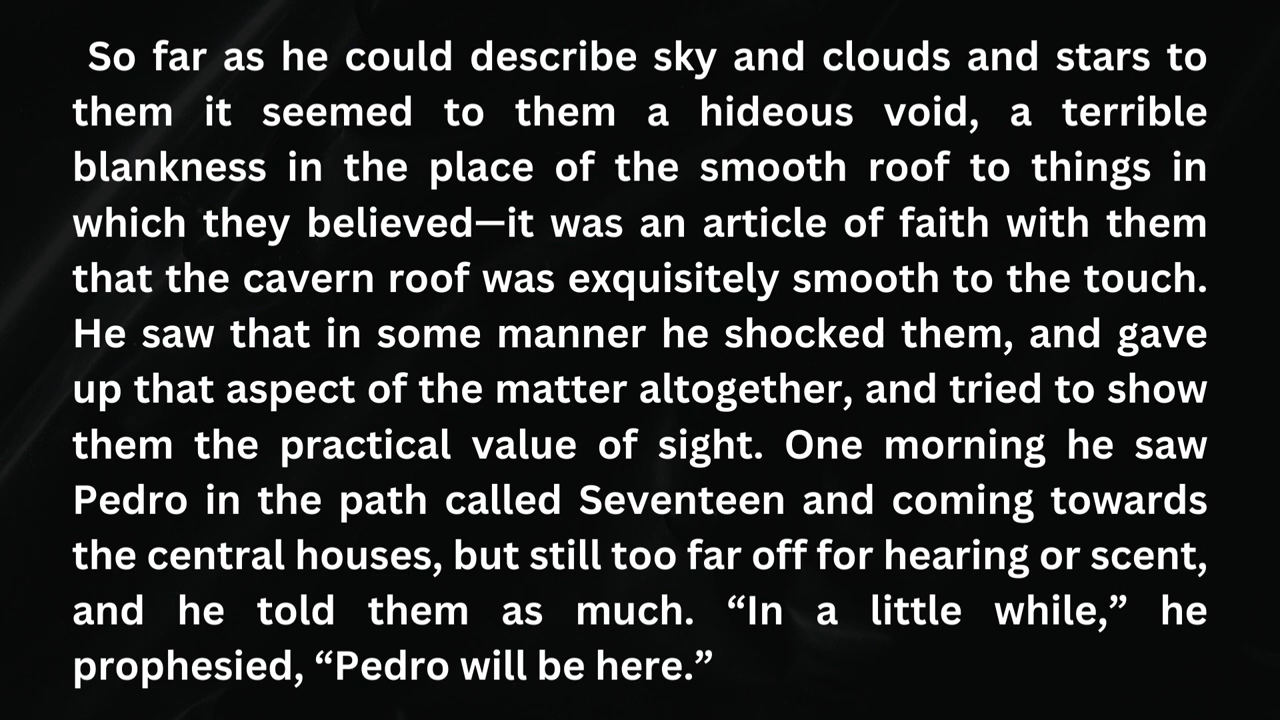 So far as he could describe sky and clouds and stars to
them it seemed to them a hideous void, a terrible
blankness in the place of the smooth roof to things in
which they believed—it was an article of faith with them
that the cavern roof was exquisitely smooth to the touch.
He saw that in some manner he shocked them, and gave
up that aspect of the matter altogether, and tried to show
them the practical value of sight. One morning he saw
Pedro in the path called Seventeen and coming towards
the central houses, but still too far off for hearing or scent,
and he told them as much. “In a little while,” he
prophesied, “Pedro will be here.”